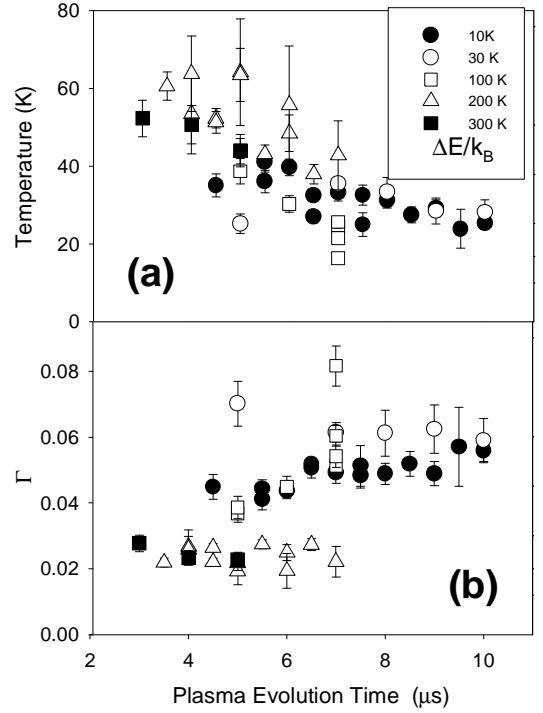 80
60
40
20
0
Temperature (K)
(a)
10K
30 K
100 K
200 K
300 K
ΔE/k_B
0.08
0.06
0.04
0.02
0.00
Γ
(b)
2 4 6 8 10
Plasma Evolution Time (μs)